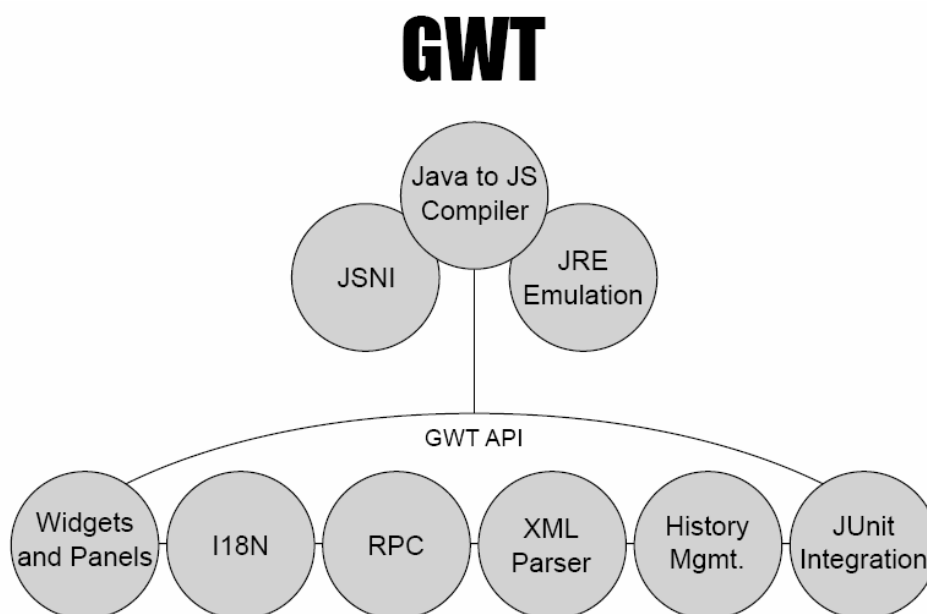 GWT
Java to JS
Compiler
JSNI
JRE
Emulation
GWT API
Widgets
and Panels
I18N
RPC
XML
Parser
History
Mgmt.
JUnit
Integration